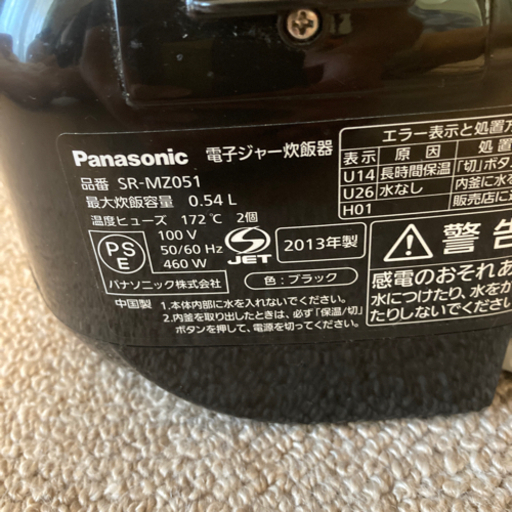 Panasonic 電子ジャー炊飯器
品番 SR-MZ051
最大炊飯容量 0.54 L
温度ヒューズ 172℃ 2個
PS
E
100 V
50/60 Hz
460 W
JET
2013年製
パナソニック株式会社
色：ブラック
中国製
1.本体内部に水を入れないでください。
2.内釜を取り出したときは、必ず「保温/切」
ボタンを押して、電源を切ってください。
エラー表示と処置方
表示 原因 処
U14 長時間保温 「切」ボタ
U26 水なし 内釜に水を
H01 販売店に
警告
感電のおそれあ
水につけたり、水をか
たりしないでください